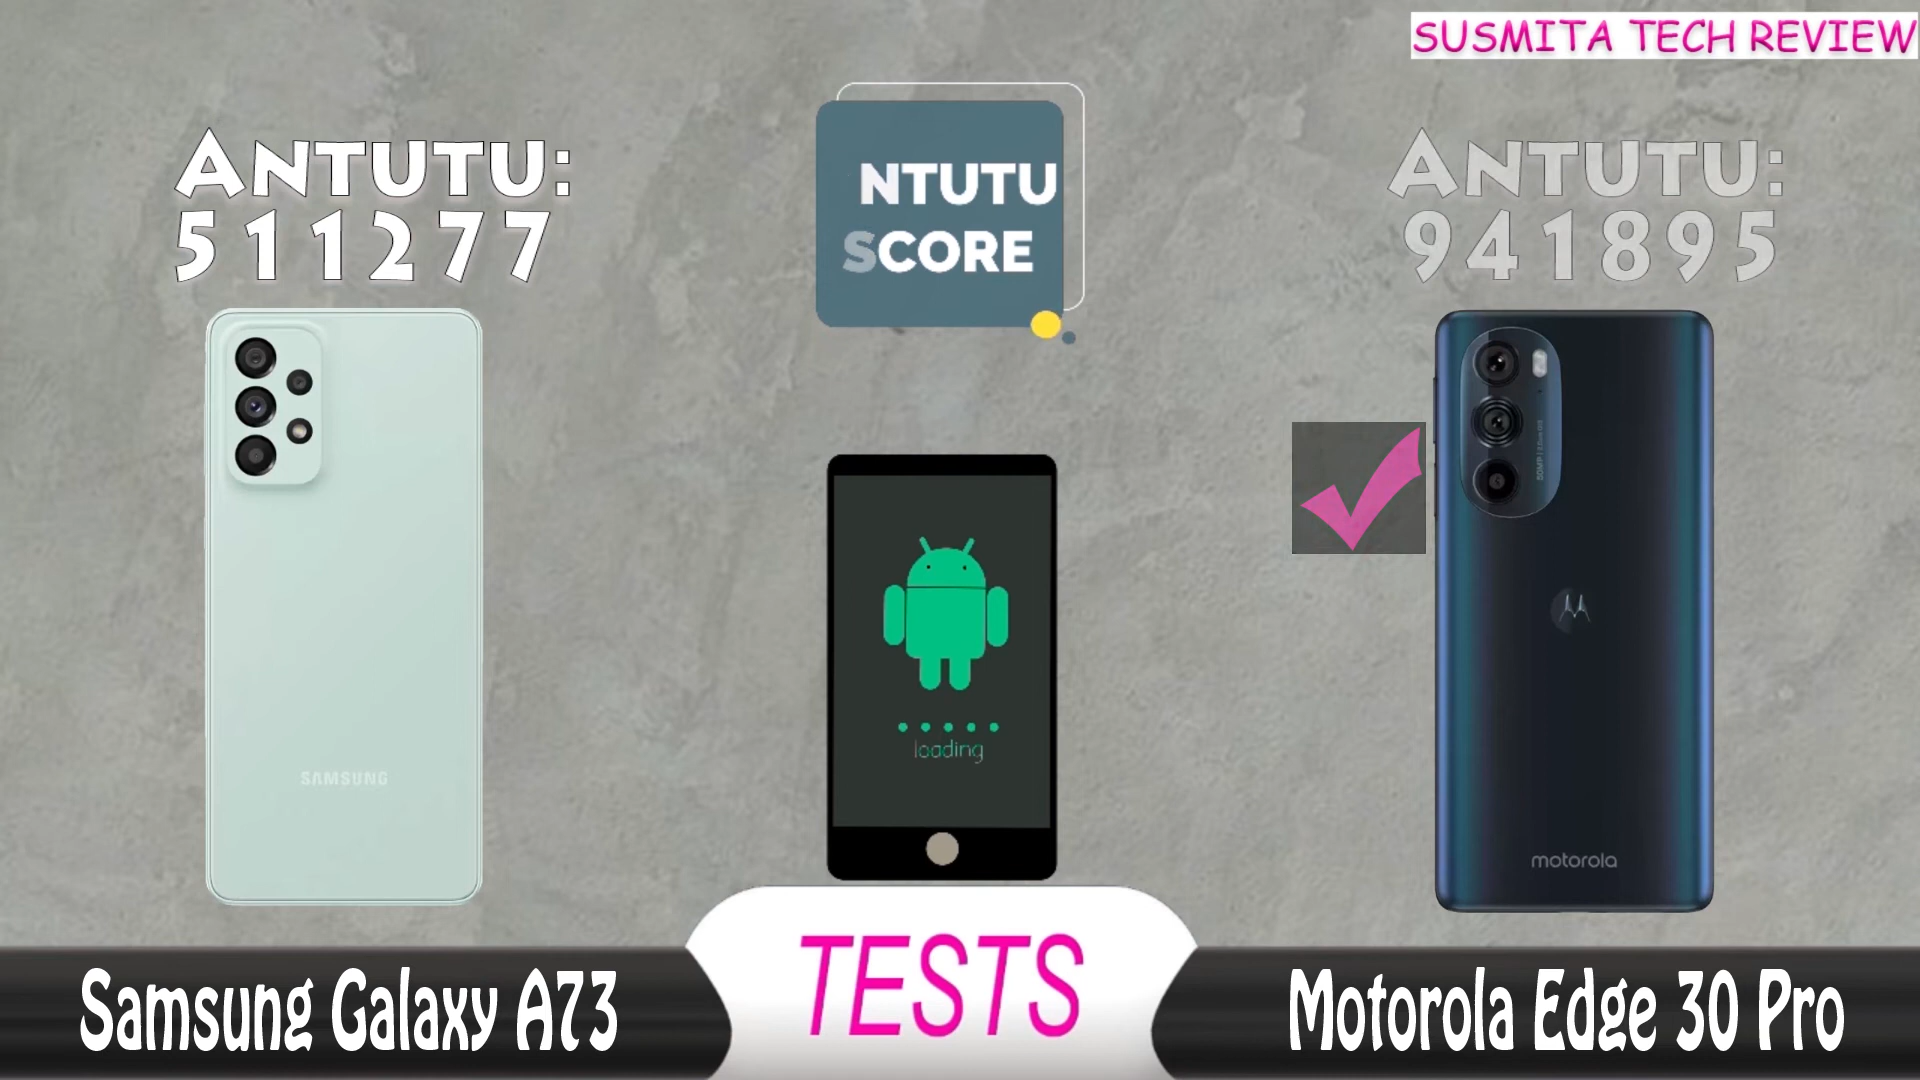 SUSMITA TECH REVIEW
ANTUTU:
511277
NTUTU
SCORE
ANTUTU:
941895
SAMSUNG
loading
motorola
TESTS
Samsung Galaxy A73
Motorola Edge 30 Pro